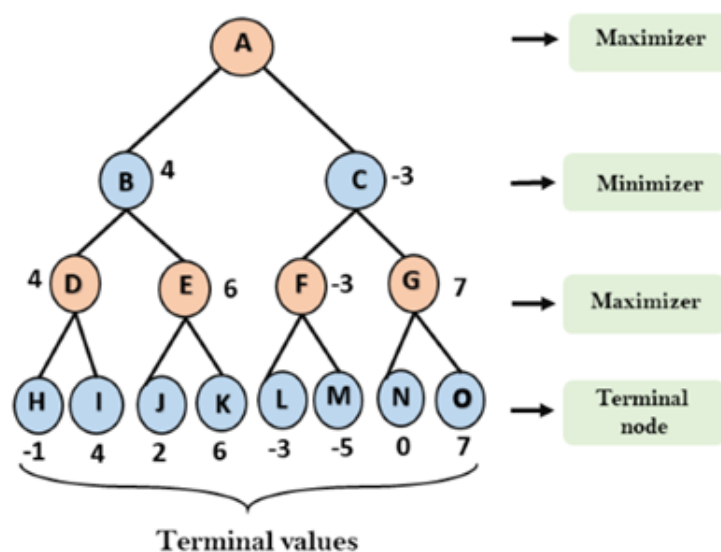 A
Maximizer
B 4
C -3
Minimizer
4 D
E 6
F -3
G 7
Maximizer
H I J K L M N O
Terminal
node
-1 4 2 6 -3 -5 0 7
Terminal values